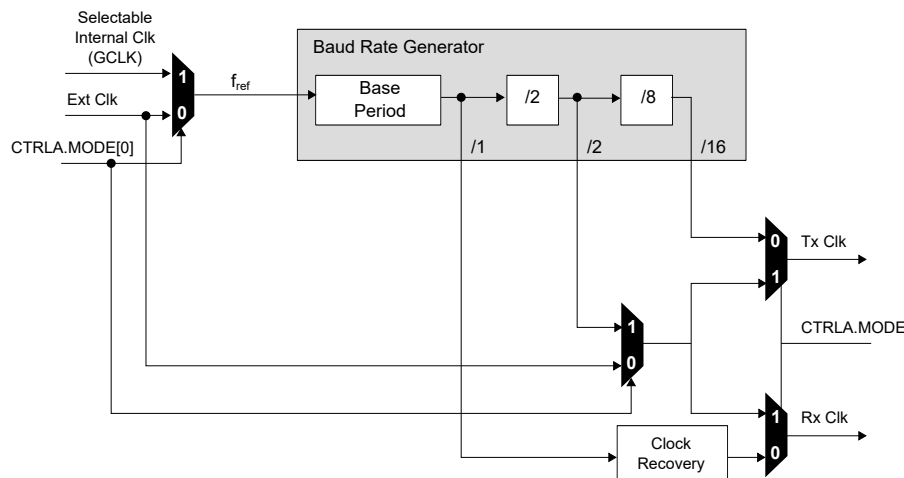 Selectable
Internal Clk
(GCLK)
Baud Rate Generator
1
fref
Base
Period
/2
/8
Ext Clk
0
CTRLA.MODE[0]
/1
/2
/16
0
Tx Clk
1
1
CTRLA.MODE
0
1
Rx Clk
Clock
Recovery
0